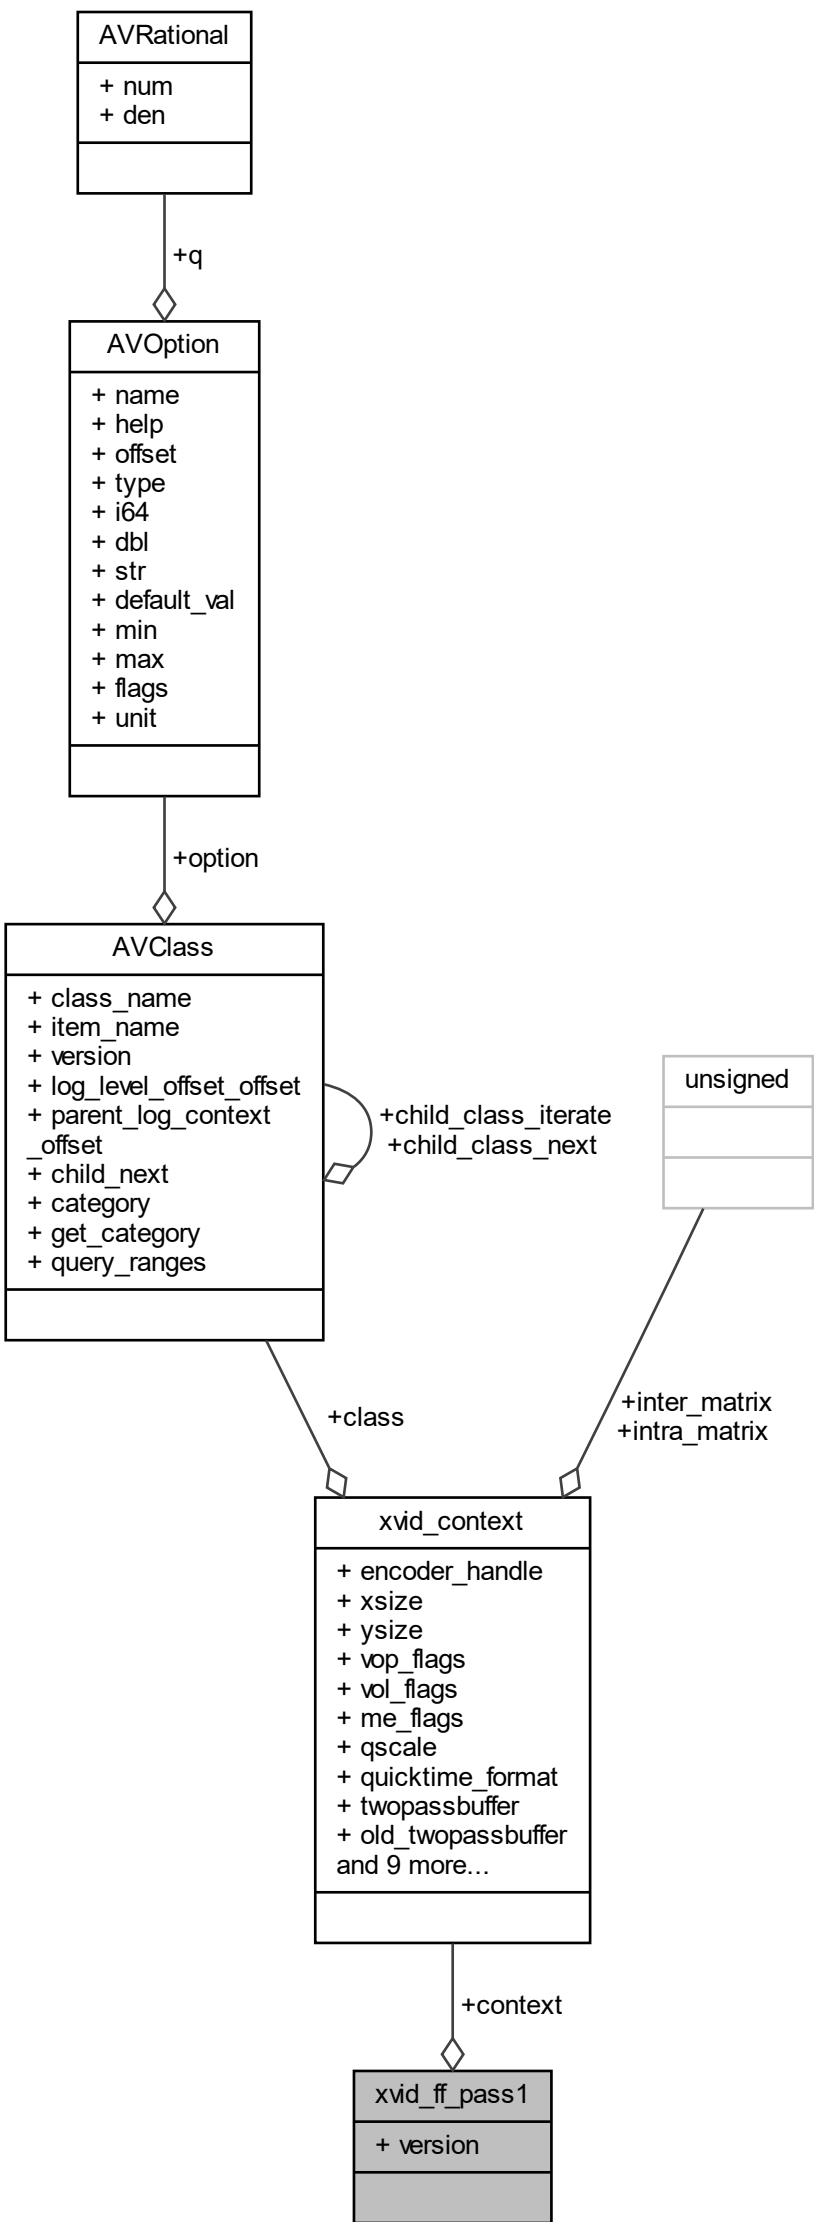 AVRational
+ num
+ den
+q
AVOption
+ name
+ help
+ offset
+ type
+ i64
+ dbl
+ str
+ default_val
+ min
+ max
+ flags
+ unit
+option
AVClass
+ class_name
+ item_name
+ version
+ log_level_offset_offset
+ parent_log_context
_offset
+ child_next
+ category
+ get_category
+ query_ranges
+child_class_iterate
+child_class_next
unsigned
+class
+inter_matrix
+intra_matrix
xvid_context
+ encoder_handle
+ xsize
+ ysize
+ vop_flags
+ vol_flags
+ me_flags
+ qscale
+ quicktime_format
+ twopassbuffer
+ old_twopassbuffer
and 9 more...
+context
xvid_ff_pass1
+ version